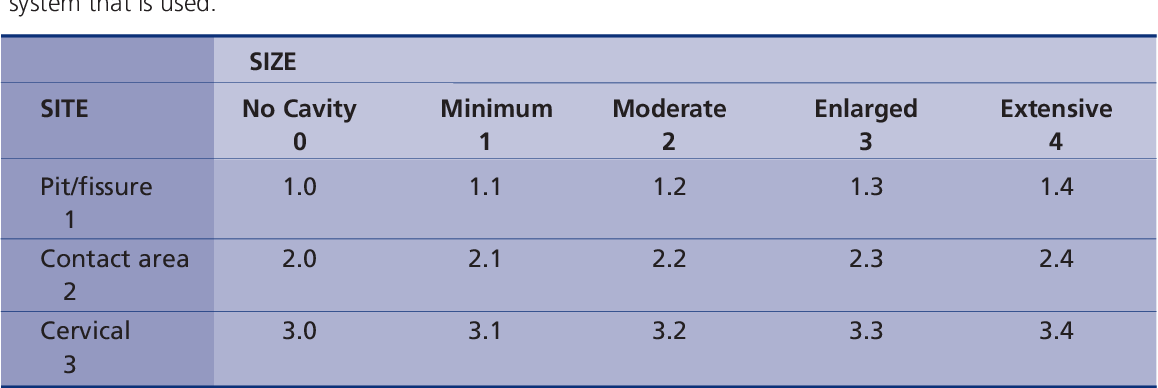 system that is used.
SIZE
SITE No Cavity Minimum Moderate Enlarged Extensive
0 1 2 3 4
Pit/fissure 1.0 1.1 1.2 1.3 1.4
1
Contact area 2.0 2.1 2.2 2.3 2.4
2
Cervical 3.0 3.1 3.2 3.3 3.4
3